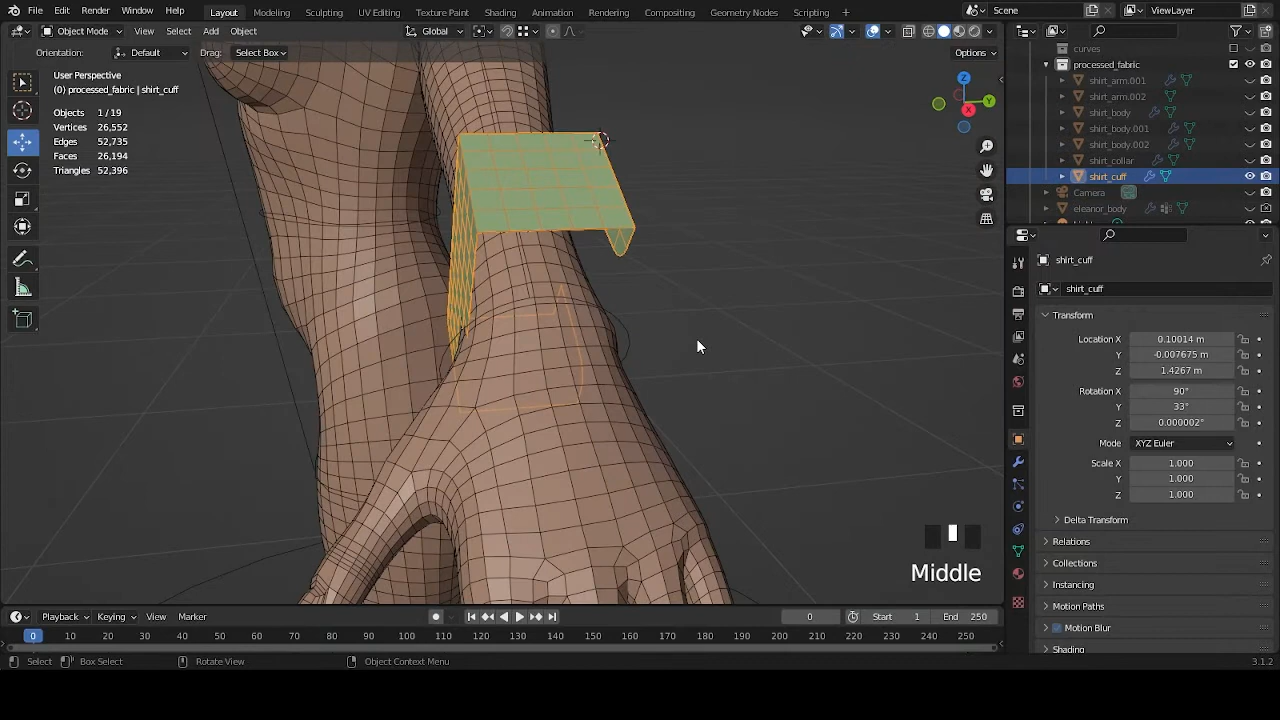 File Edit Render Window Help Layout Modeling Sculpting UV Editing Texture Paint Shading Animation Rendering Compositing Geometry Nodes Scripting + Scene ViewLayer
Object Mode View Select Add Object Global
Orientation: Default Drag: Select Box Options
User Perspective
(0) processed_fabric | shirt_cuff
Objects 1/19
Vertices 26,552
Edges 52,735
Faces 26,194
Triangles 52,396
Z
Y
X
Middle
curves
processed_fabric
shirt_arm.001
shirt_arm.002
shirt_body
shirt_body.001
shirt_body.002
shirt_collar
shirt_cuff
Camera
eleanor_body
shirt_cuff
shirt_cuff
Transform
Location X 0.10014 m
Y -0.007675 m
Z 1.4267 m
Rotation X 90°
Y 33°
Z 0.000002°
Mode XYZ Euler
Scale X 1.000
Y 1.000
Z 1.000
Delta Transform
Relations
Collections
Instancing
Motion Paths
Motion Blur
Shading
Playback Keying View Marker 0 Start 1 End 250
0 10 20 30 40 50 60 70 80 90 100 110 120 130 140 150 160 170 180 190 200 210 220 230 240 250
Select Box Select Rotate View Object Context Menu 3.1.2